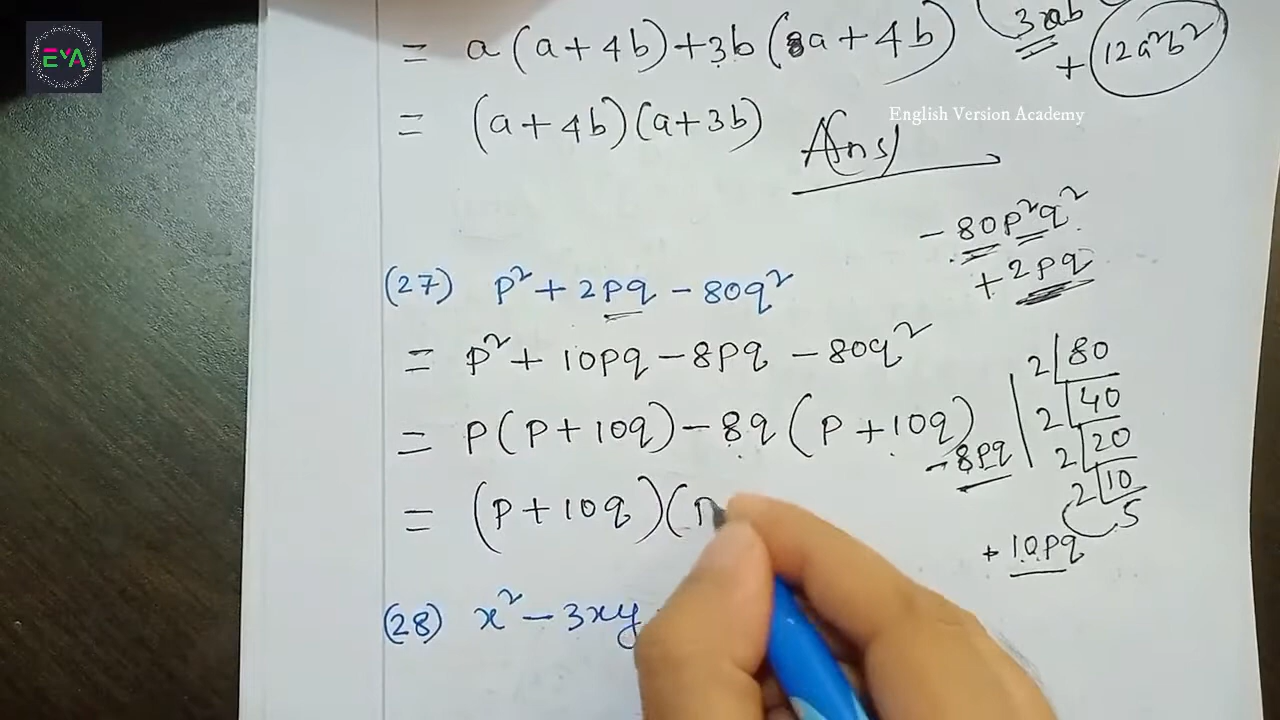 EYA
= a(a+4b)+3b(8a+4b)
+ 12a²b²
= (a+4b)(a+3b) Ans
English Version Academy
-80p²q²
+2pq
(27) p²+2pq-80q²
= p²+10pq-8pq-80q²
= p(p+10q)-8q(p+10q)
-8pq
2|80
2|40
2|20
2|10
5
+10pq
= (p+10q)(p
(28) x²-3xy